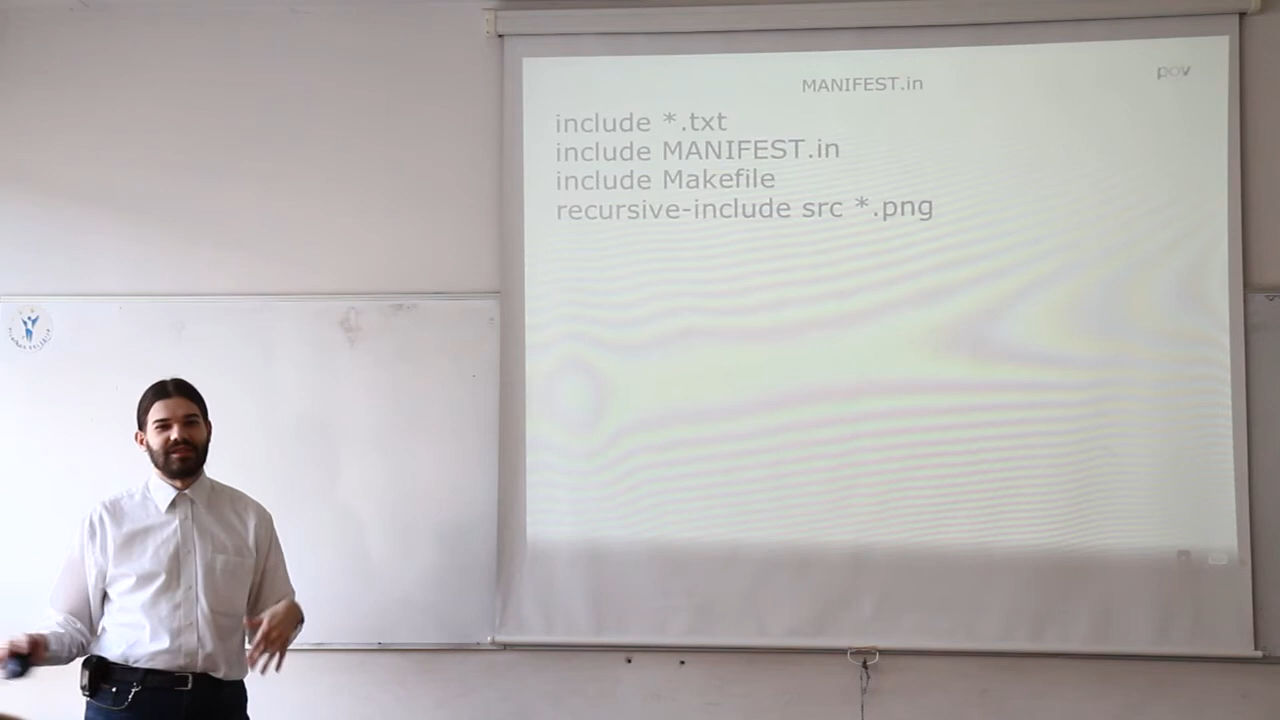 MANIFEST.in
pov
include *.txt
include MANIFEST.in
include Makefile
recursive-include src *.png